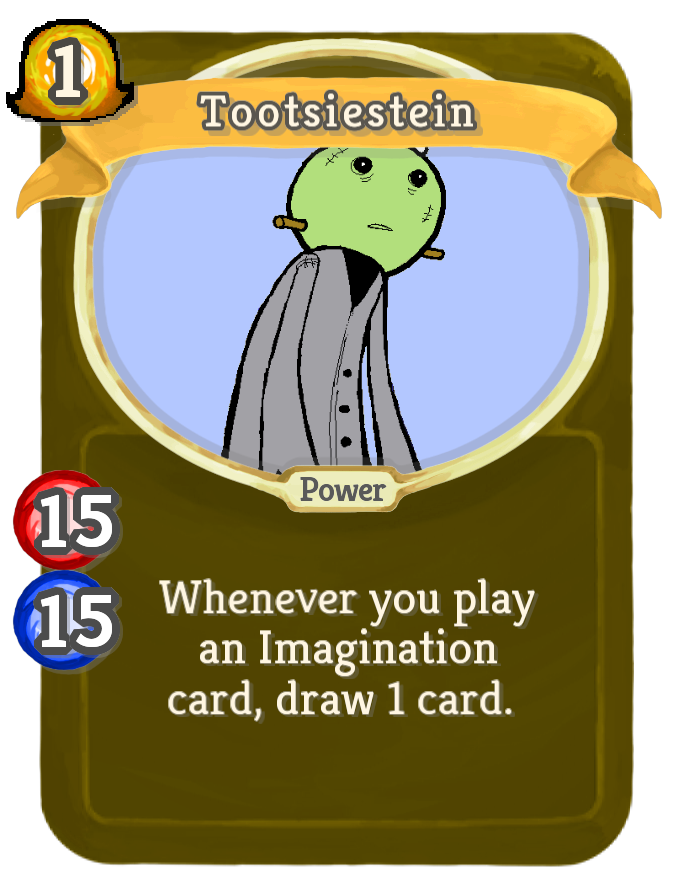 1
Tootsiestein
Power
15
15
Whenever you play
an Imagination
card, draw 1 card.